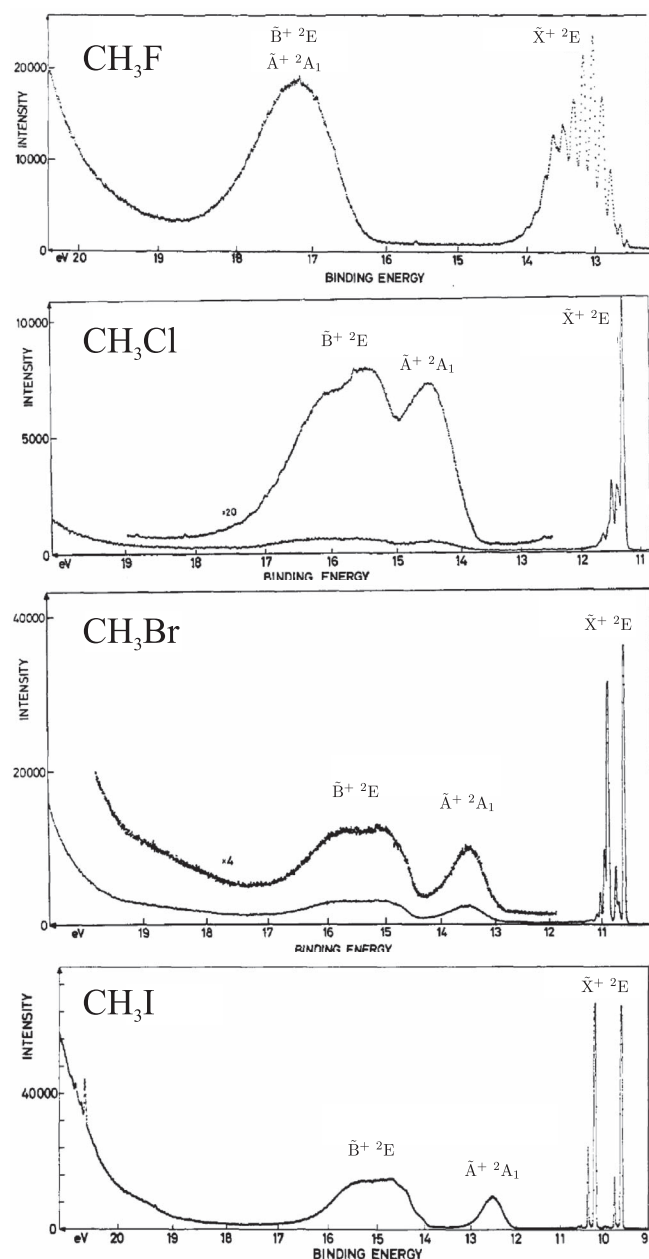 CH₃F
B̃⁺ ²E
Ã⁺ ²A₁
X̃⁺ ²E
INTENSITY
20000
10000
0
eV 20 19 18 17 16 15 14 13
BINDING ENERGY
CH₃Cl
B̃⁺ ²E
Ã⁺ ²A₁
X̃⁺ ²E
INTENSITY
10000
5000
0
×20
eV 19 18 17 16 15 14 13 12 11
BINDING ENERGY
CH₃Br
B̃⁺ ²E
Ã⁺ ²A₁
X̃⁺ ²E
INTENSITY
40000
20000
0
×4
eV 19 18 17 16 15 14 13 12 11
BINDING ENERGY
CH₃I
B̃⁺ ²E
Ã⁺ ²A₁
X̃⁺ ²E
INTENSITY
40000
0
eV 20 19 18 17 16 15 14 13 12 11 10 9
BINDING ENERGY